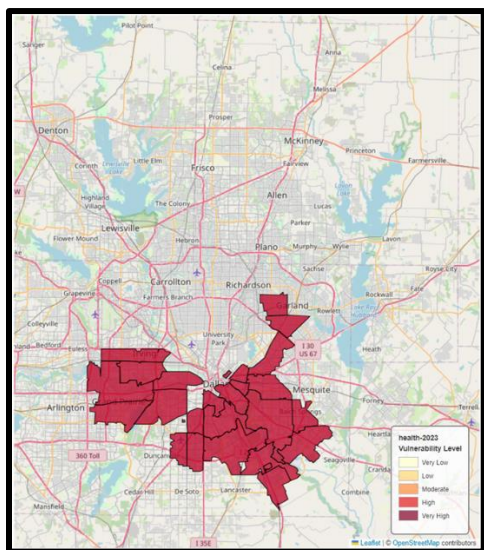 Pilot Point
Sanger
Anna
Celina
Melissa
Prosper
Denton
McKinney
Princeton
Corinth
Little Elm
Frisco
Fairview
Farmersville
Highland
Village
The Colony
Allen
Lucas
Lewisville
Parker
Flower Mound
Hebron
Plano
Murphy
Wylie
Lavon
Sachse
Coppell
Carrollton
Richardson
Royse City
Grapevine
Farmers Branch
Garland
Rowlett
Rockwall
Fate
Colleyville
University
Park
I 30
US 67
Heath
Bedford
Euless
Irving
Mesquite
Forney
Terrell
Arlington
360 Toll
Duncanville
Seagoville
Cedar Hill
De Soto
Lancaster
Combine
I 35E
health-2023
Vulnerability Level
Very Low
Low
Moderate
High
Very High
Leaflet | © OpenStreetMap contributors